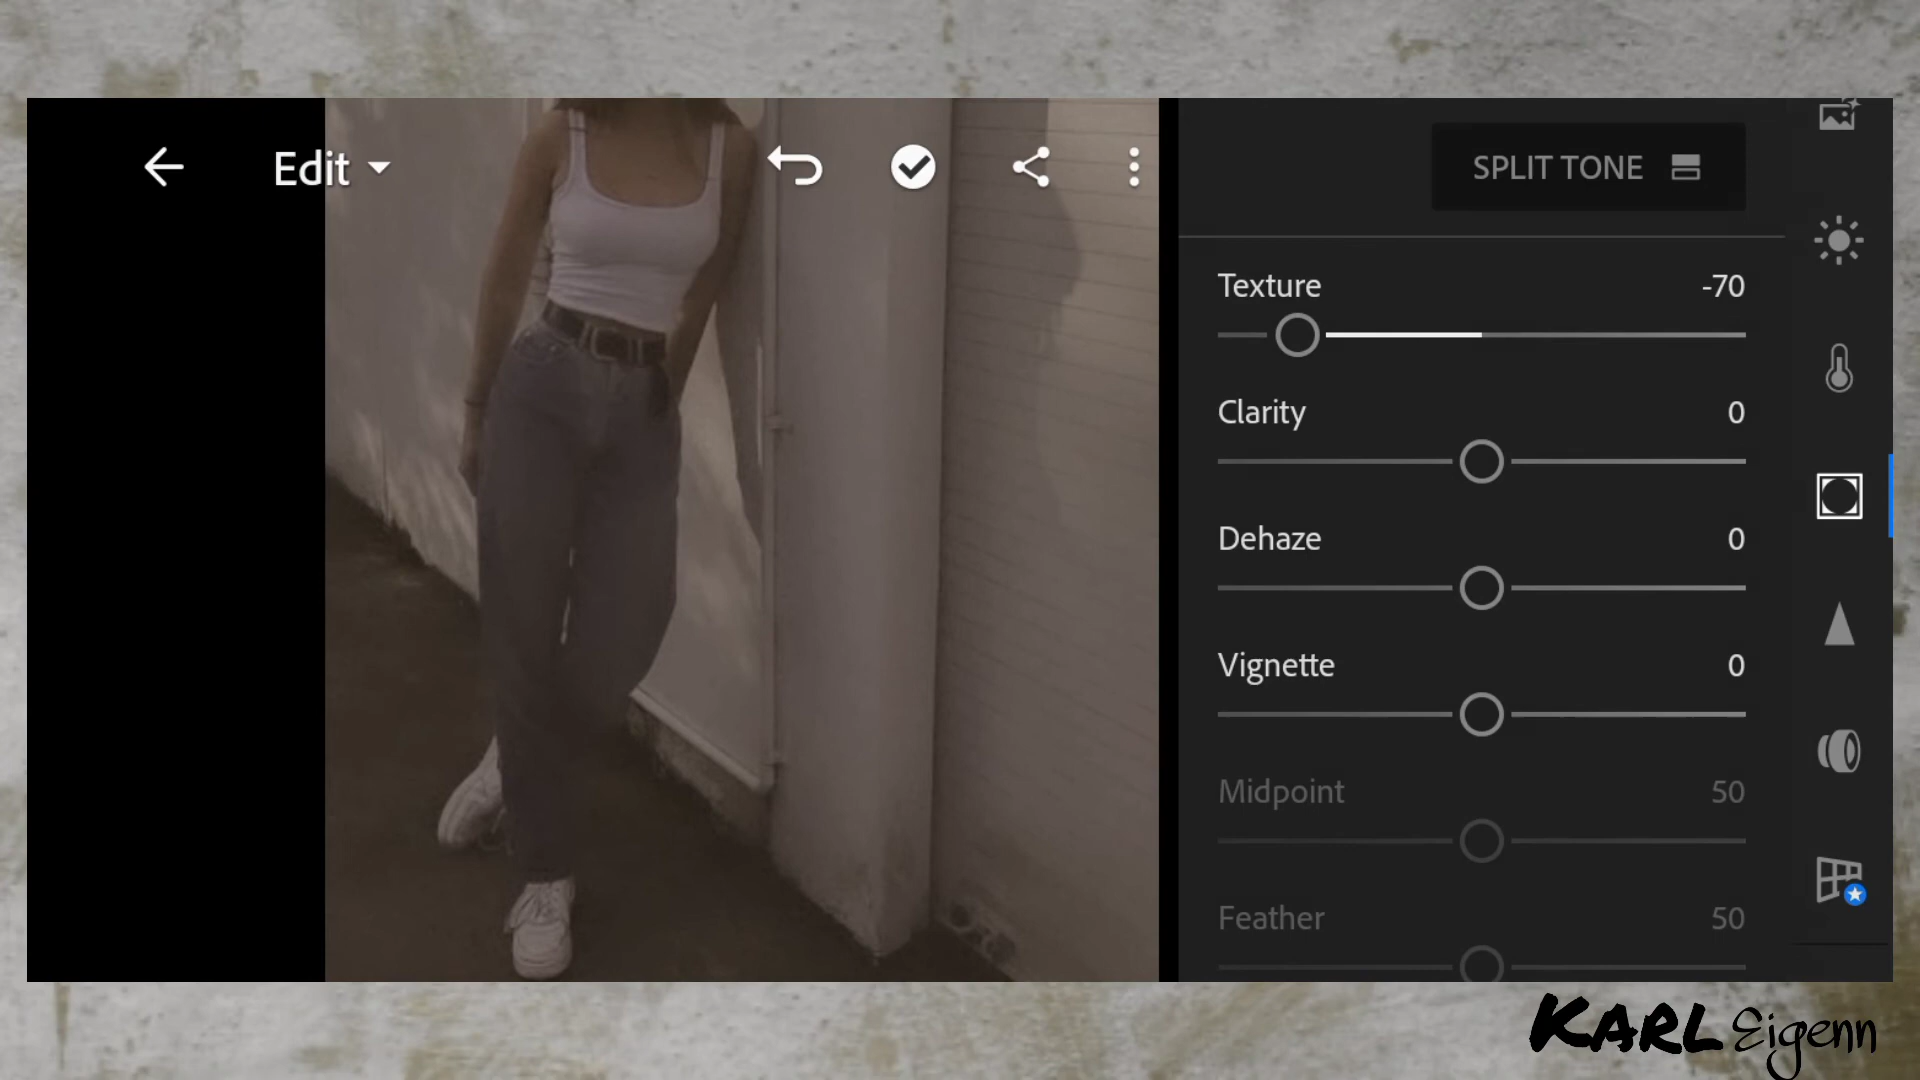 Edit
SPLIT TONE
Texture -70
Clarity 0
Dehaze 0
Vignette 0
Midpoint 50
Feather 50
KARL Eigenn